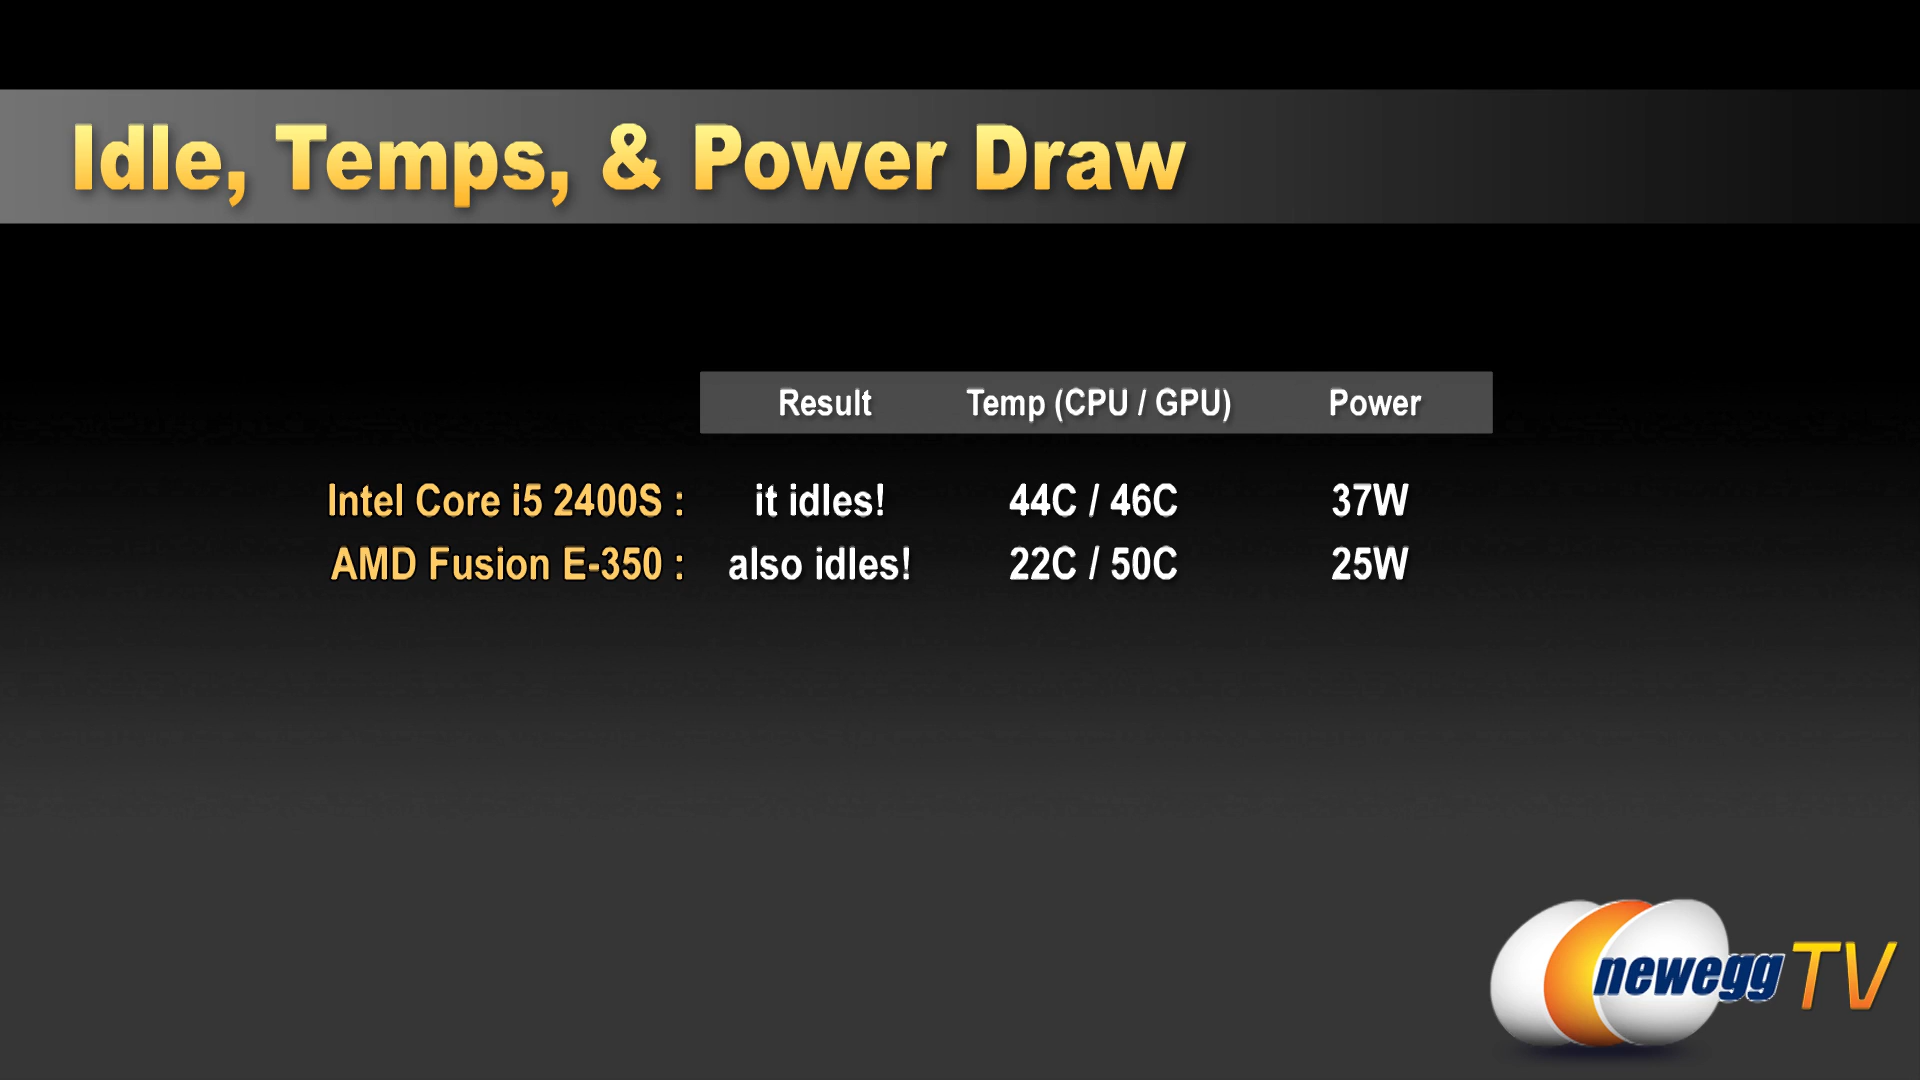 Idle, Temps, & Power Draw
Result Temp (CPU / GPU) Power
Intel Core i5 2400S : it idles! 44C / 46C 37W
AMD Fusion E-350 : also idles! 22C / 50C 25W
newegg TV